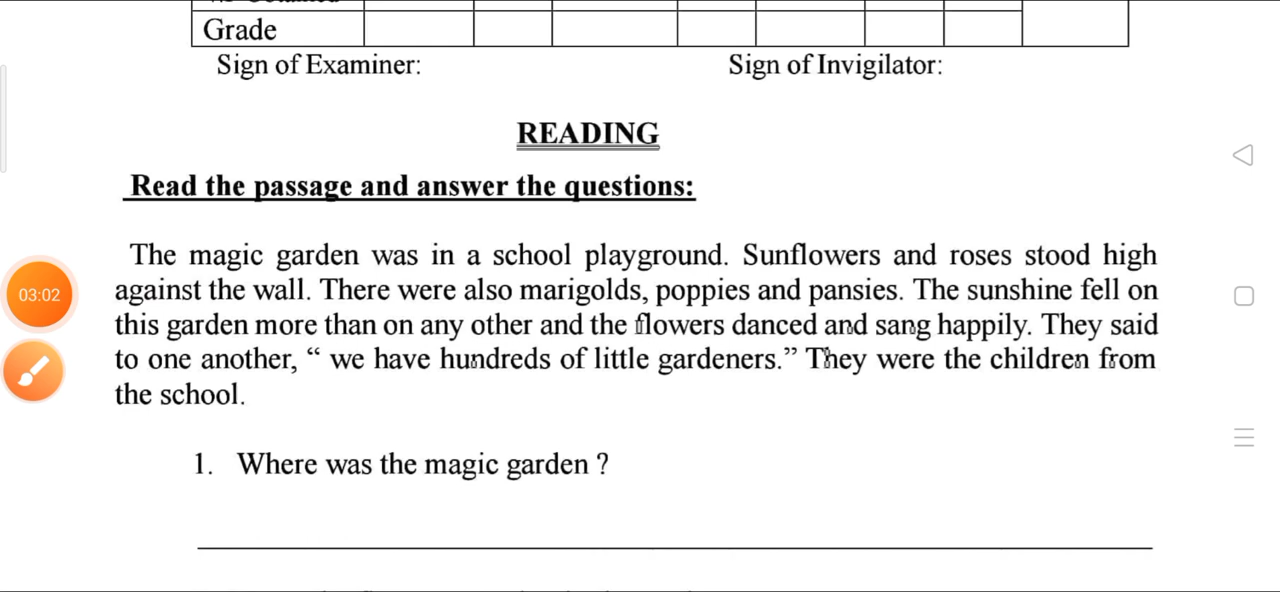 Grade
Sign of Examiner: Sign of Invigilator:
READING
Read the passage and answer the questions:
The magic garden was in a school playground. Sunflowers and roses stood high
against the wall. There were also marigolds, poppies and pansies. The sunshine fell on
03:02
this garden more than on any other and the flowers danced and sang happily. They said
to one another, “ we have hundreds of little gardeners.” They were the children from
the school.
1. Where was the magic garden ?